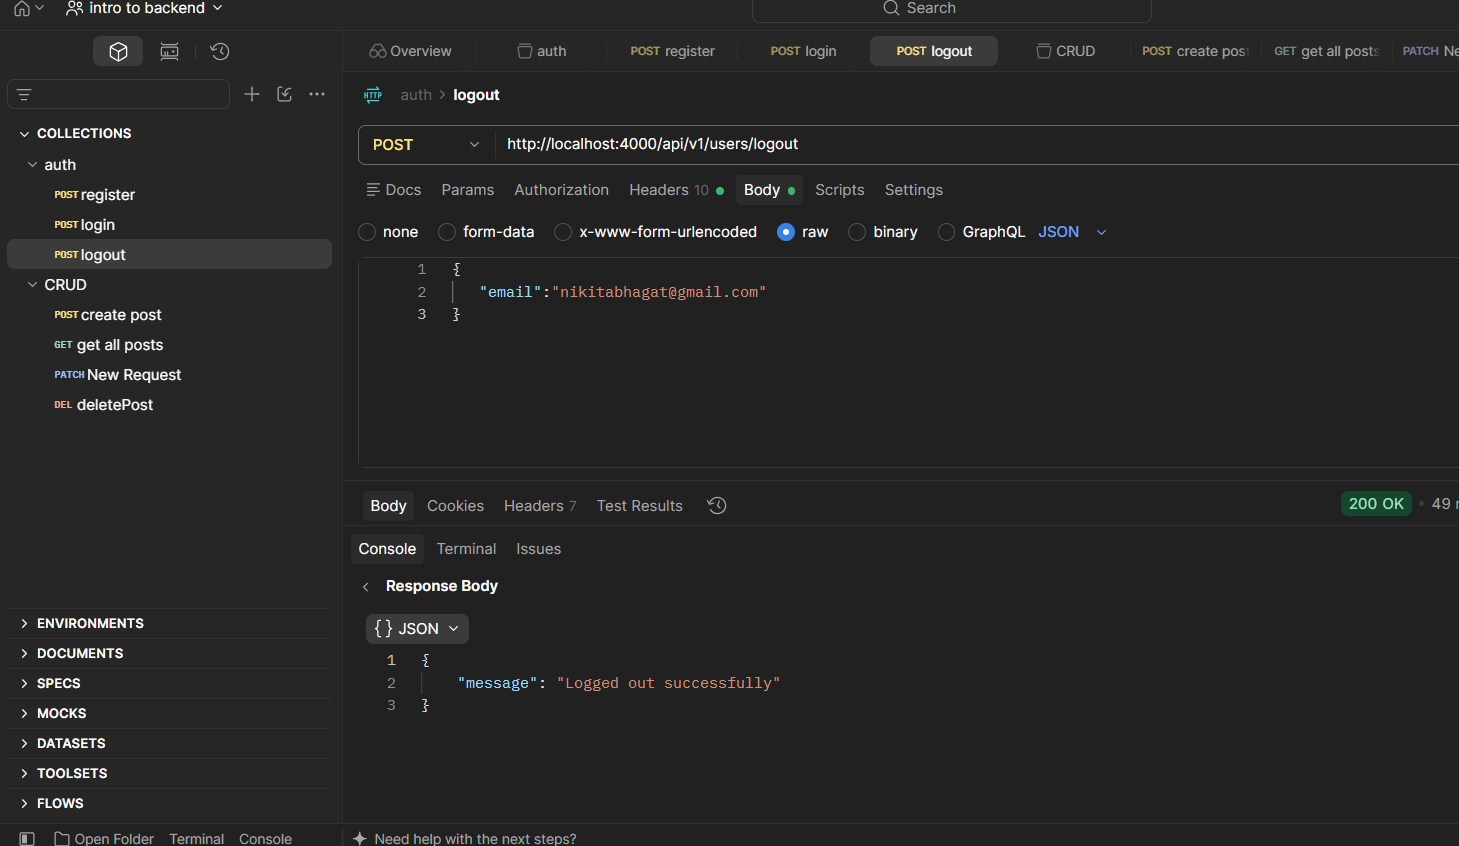 intro to backend
Search
Overview
auth
POST register
POST login
POST logout
CRUD
POST create post
GET get all posts
PATCH Ne
HTTP auth > logout
COLLECTIONS
auth
POST register
POST login
POST logout
CRUD
POST create post
GET get all posts
PATCH New Request
DEL deletePost
ENVIRONMENTS
DOCUMENTS
SPECS
MOCKS
DATASETS
TOOLSETS
FLOWS
POST http://localhost:4000/api/v1/users/logout
Docs Params Authorization Headers 10 Body Scripts Settings
none form-data x-www-form-urlencoded raw binary GraphQL JSON
1 {
2 "email":"nikitabhagat@gmail.com"
3 }
Body Cookies Headers 7 Test Results
200 OK • 49
Console Terminal Issues
Response Body
{} JSON
1 {
2 "message": "Logged out successfully"
3 }
Open Folder Terminal Console
Need help with the next steps?